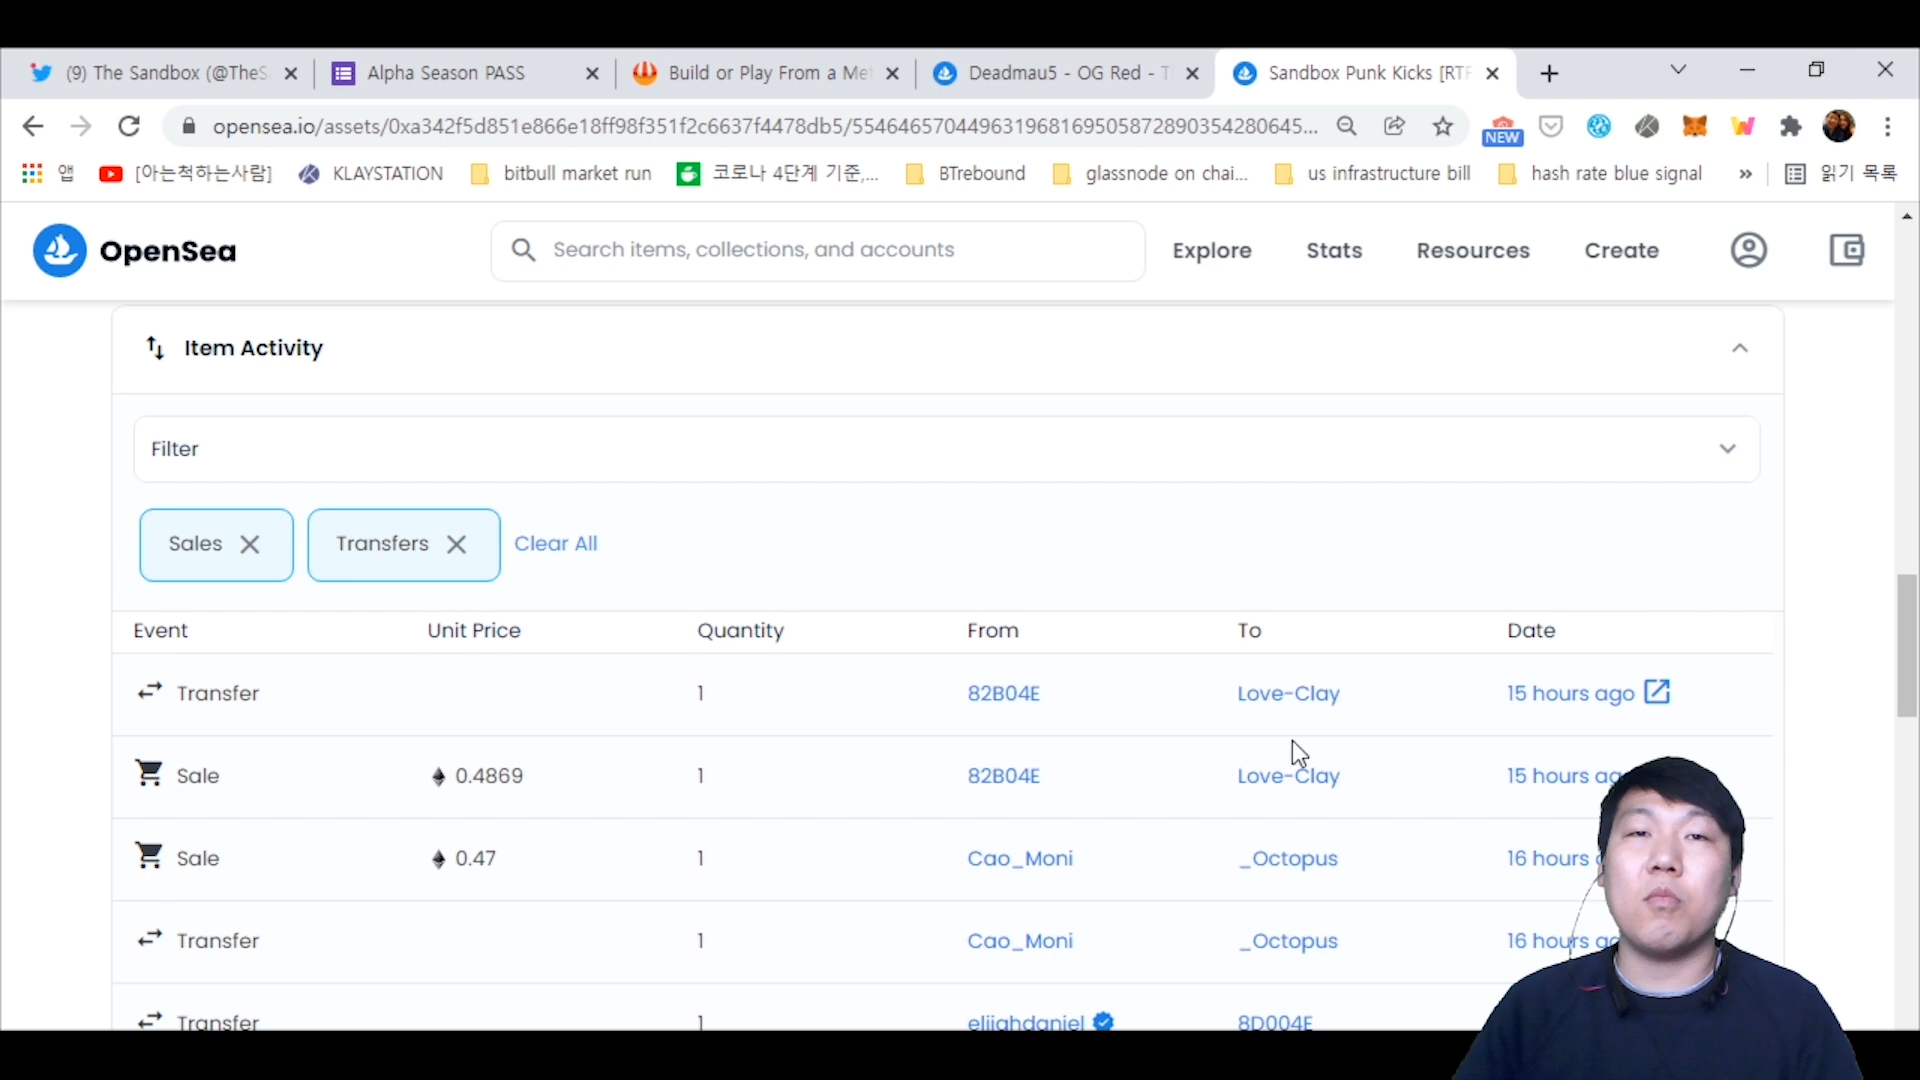 (9) The Sandbox (@TheS
Alpha Season PASS
Build or Play From a Me
Deadmau5 - OG Red - T
Sandbox Punk Kicks [RTF
opensea.io/assets/0xa342f5d851e866e18ff98f351f2c6637f4478db5/55464657044963196816950587289035428064​5...
NEW
앱
[아는척하는사람]
KLAYSTATION
bitbull market run
코로나 4단계 기준,...
BTrebound
glassnode on chai...
us infrastructure bill
hash rate blue signal
»
읽기 목록
OpenSea
Search items, collections, and accounts
Explore
Stats
Resources
Create
Item Activity
Filter
Sales
Transfers
Clear All
Event Unit Price Quantity From To Date
Transfer 1 82B04E Love-Clay 15 hours ago
Sale 0.4869 1 82B04E Love-Clay 15 hours ag
Sale 0.47 1 Cao_Moni _Octopus 16 hours
Transfer 1 Cao_Moni _Octopus 16 hours ag
Transfer 1 elijahdaniel 8D004E